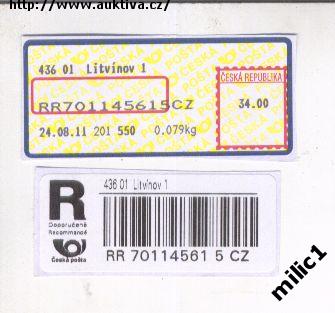 http://www.auktiva.cz/
436 01 Litvínov 1
ČESKÁ REPUBLIKA
RR701145615CZ
34.00
24.08.11 201 550 0.079kg
R
436 01 Litvínov 1
Doporučeně
Recommandé
Česká pošta
RR 70114561 5 CZ
milic1